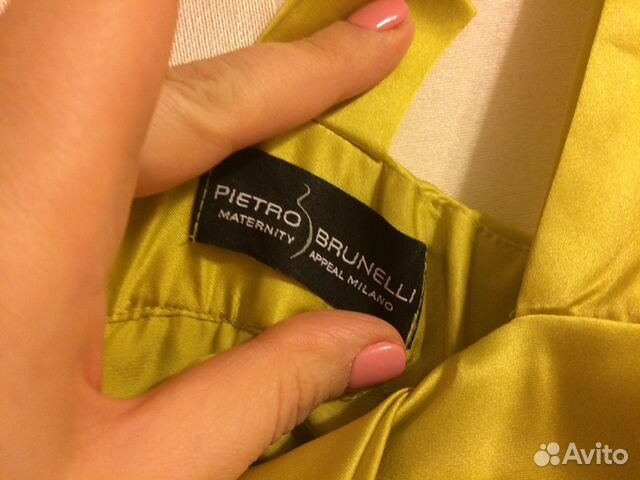 PIETRO BRUNELLI
MATERNITY APPEAL MILANO
Avito